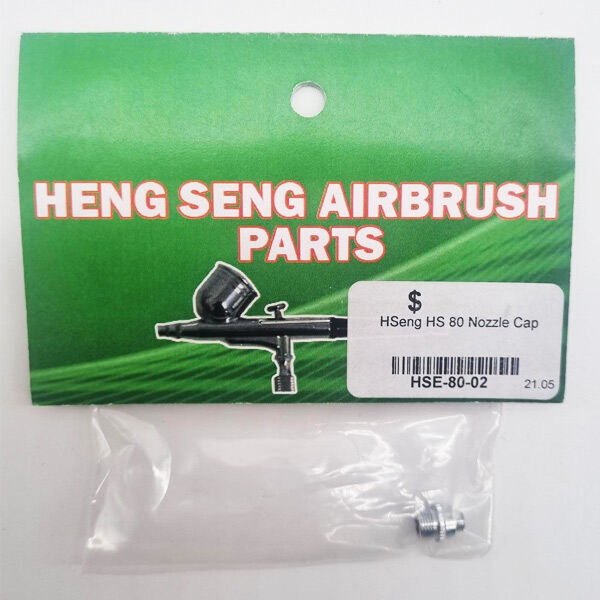 HENG SENG AIRBRUSH
PARTS
$
HSeng HS 80 Nozzle Cap
HSE-80-02
21.05